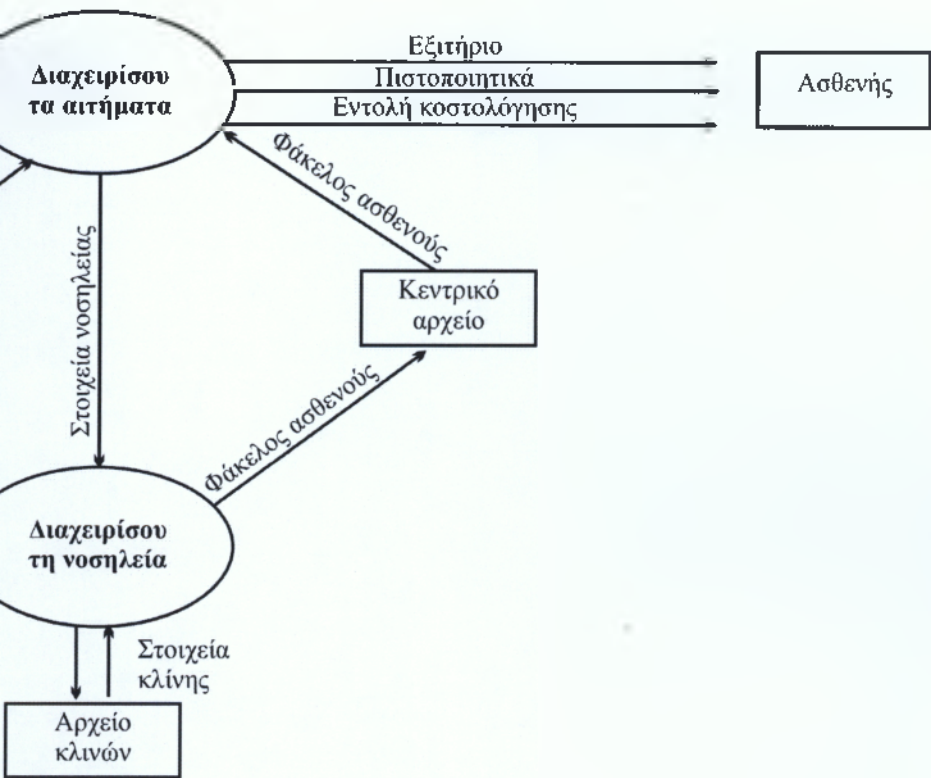 Διαχειρίσου
τα αιτήματα
Εξιτήριο
Πιστοποιητικά
Εντολή κοστολόγησης
Ασθενής
Φάκελος ασθενούς
Στοιχεία νοσηλείας
Κεντρικό
αρχείο
Φάκελος ασθενούς
Διαχειρίσου
τη νοσηλεία
Στοιχεία
κλίνης
Αρχείο
κλινών